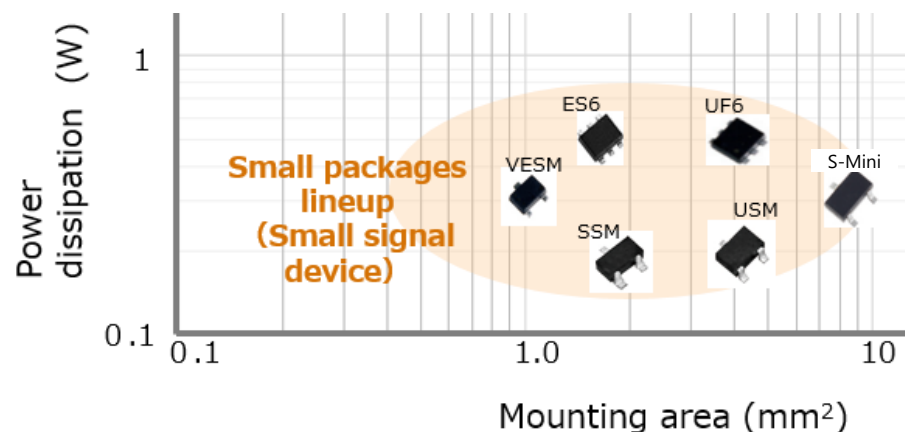 Power
dissipation (W)
1
0.1
Small packages
lineup
(Small signal
device)
ES6
UF6
VESM
S-Mini
SSM
USM
0.1
1.0
10
Mounting area (mm²)